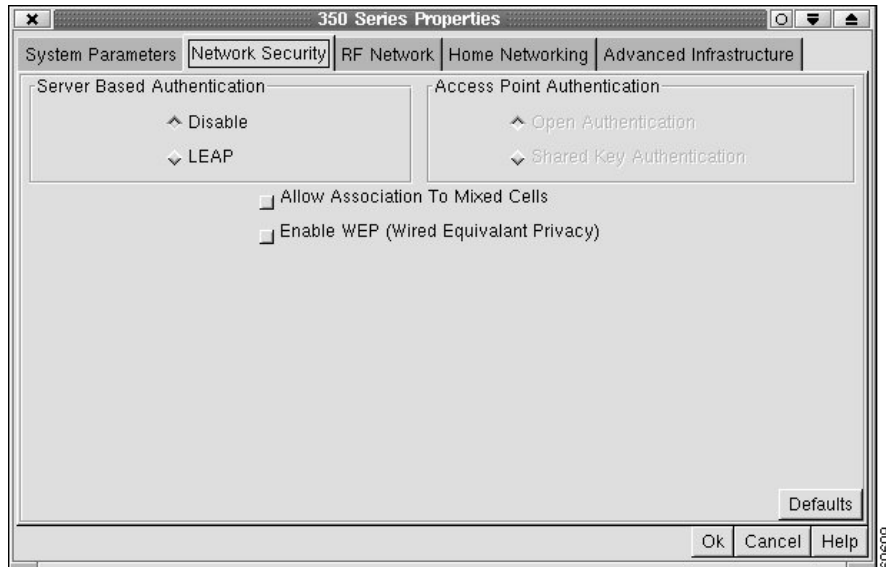 350 Series Properties
System Parameters Network Security RF Network Home Networking Advanced Infrastructure
Server Based Authentication Access Point Authentication
Disable Open Authentication
LEAP Shared Key Authentication
Allow Association To Mixed Cells
Enable WEP (Wired Equivalant Privacy)
Defaults
Ok Cancel Help